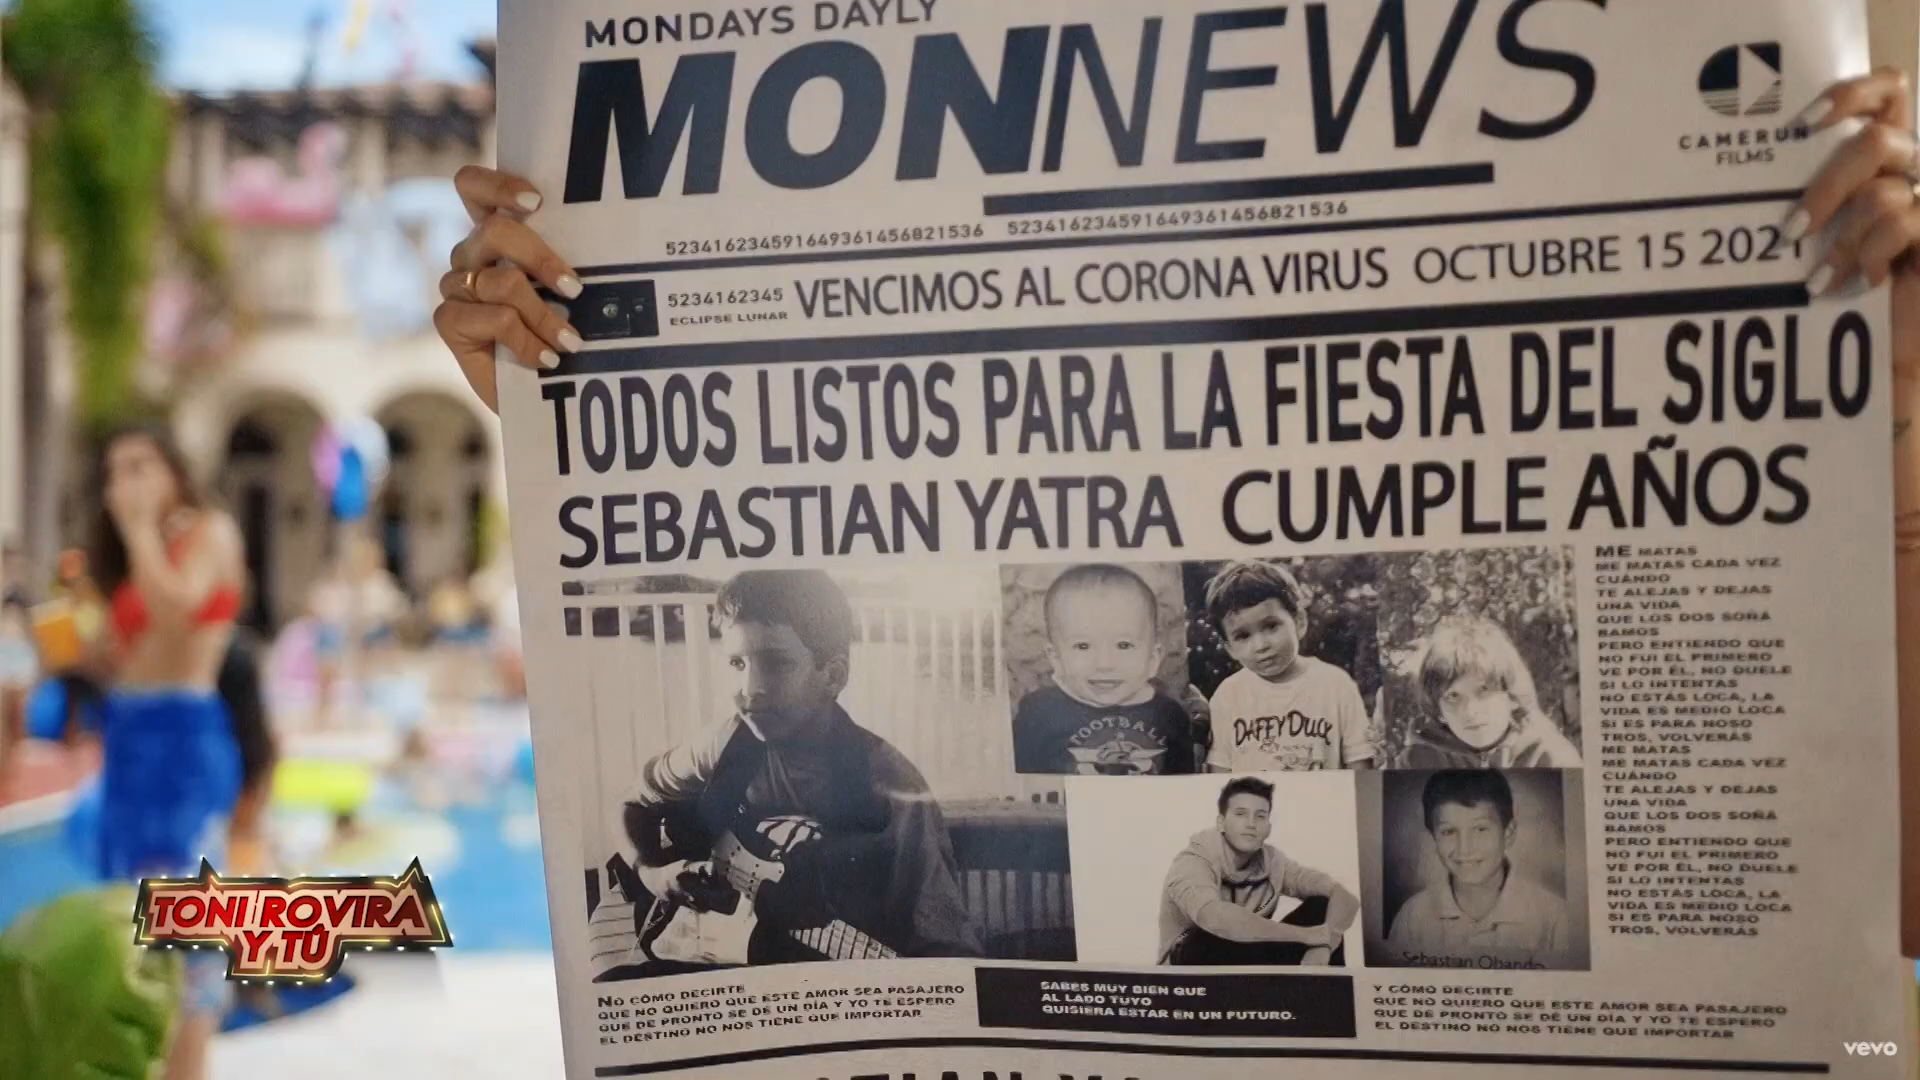 MONDAYS DAYLY
MONNEWS
CAMERUN
FILMS
5234162345916493614568215​36 5234162345916493614568215​36
5234162345
ECLIPSE LUNAR
VENCIMOS AL CORONA VIRUS OCTUBRE 15 2021
TODOS LISTOS PARA LA FIESTA DEL SIGLO
SEBASTIAN YATRA CUMPLE AÑOS
FOOTBALL
DAFFY DUCK
Sebastian Obando
ME MATAS
ME MATAS CADA VEZ
CUÁNDO
TE ALEJAS Y DEJAS
UNA VIDA
QUE LOS DOS SOÑA
BAMOS
PERO ENTIENDO QUE
NO FUI EL PRIMERO
VE POR ÉL, NO DUELE
SI LO INTENTAS
NO ESTÁS LOCA, LA
VIDA ES MEDIO LOCA
SI ES PARA NOSO
TROS, VOLVERÁS
ME MATAS
ME MATAS CADA VEZ
CUÁNDO
TE ALEJAS Y DEJAS
UNA VIDA
QUE LOS DOS SOÑA
BAMOS
PERO ENTIENDO QUE
NO FUI EL PRIMERO
VE POR ÉL, NO DUELE
SI LO INTENTAS
NO ESTÁS LOCA, LA
VIDA ES MEDIO LOCA
SI ES PARA NOSO
TROS, VOLVERÁS
NO CÓMO DECIRTE
QUE NO QUIERO QUE ESTE AMOR SEA PASAJERO
QUE DE PRONTO SE DÉ UN DÍA Y YO TE ESPERO
EL DESTINO NO NOS TIENE QUE IMPORTAR
SABES MUY BIEN QUE
AL LADO TUYO
QUISIERA ESTAR EN UN FUTURO.
Y CÓMO DECIRTE
QUE NO QUIERO QUE ESTE AMOR SEA PASAJERO
QUE DE PRONTO SE DÉ UN DÍA Y YO TE ESPERO
EL DESTINO NO NOS TIENE QUE IMPORTAR
TONI ROVIRA
Y TÚ
vevo